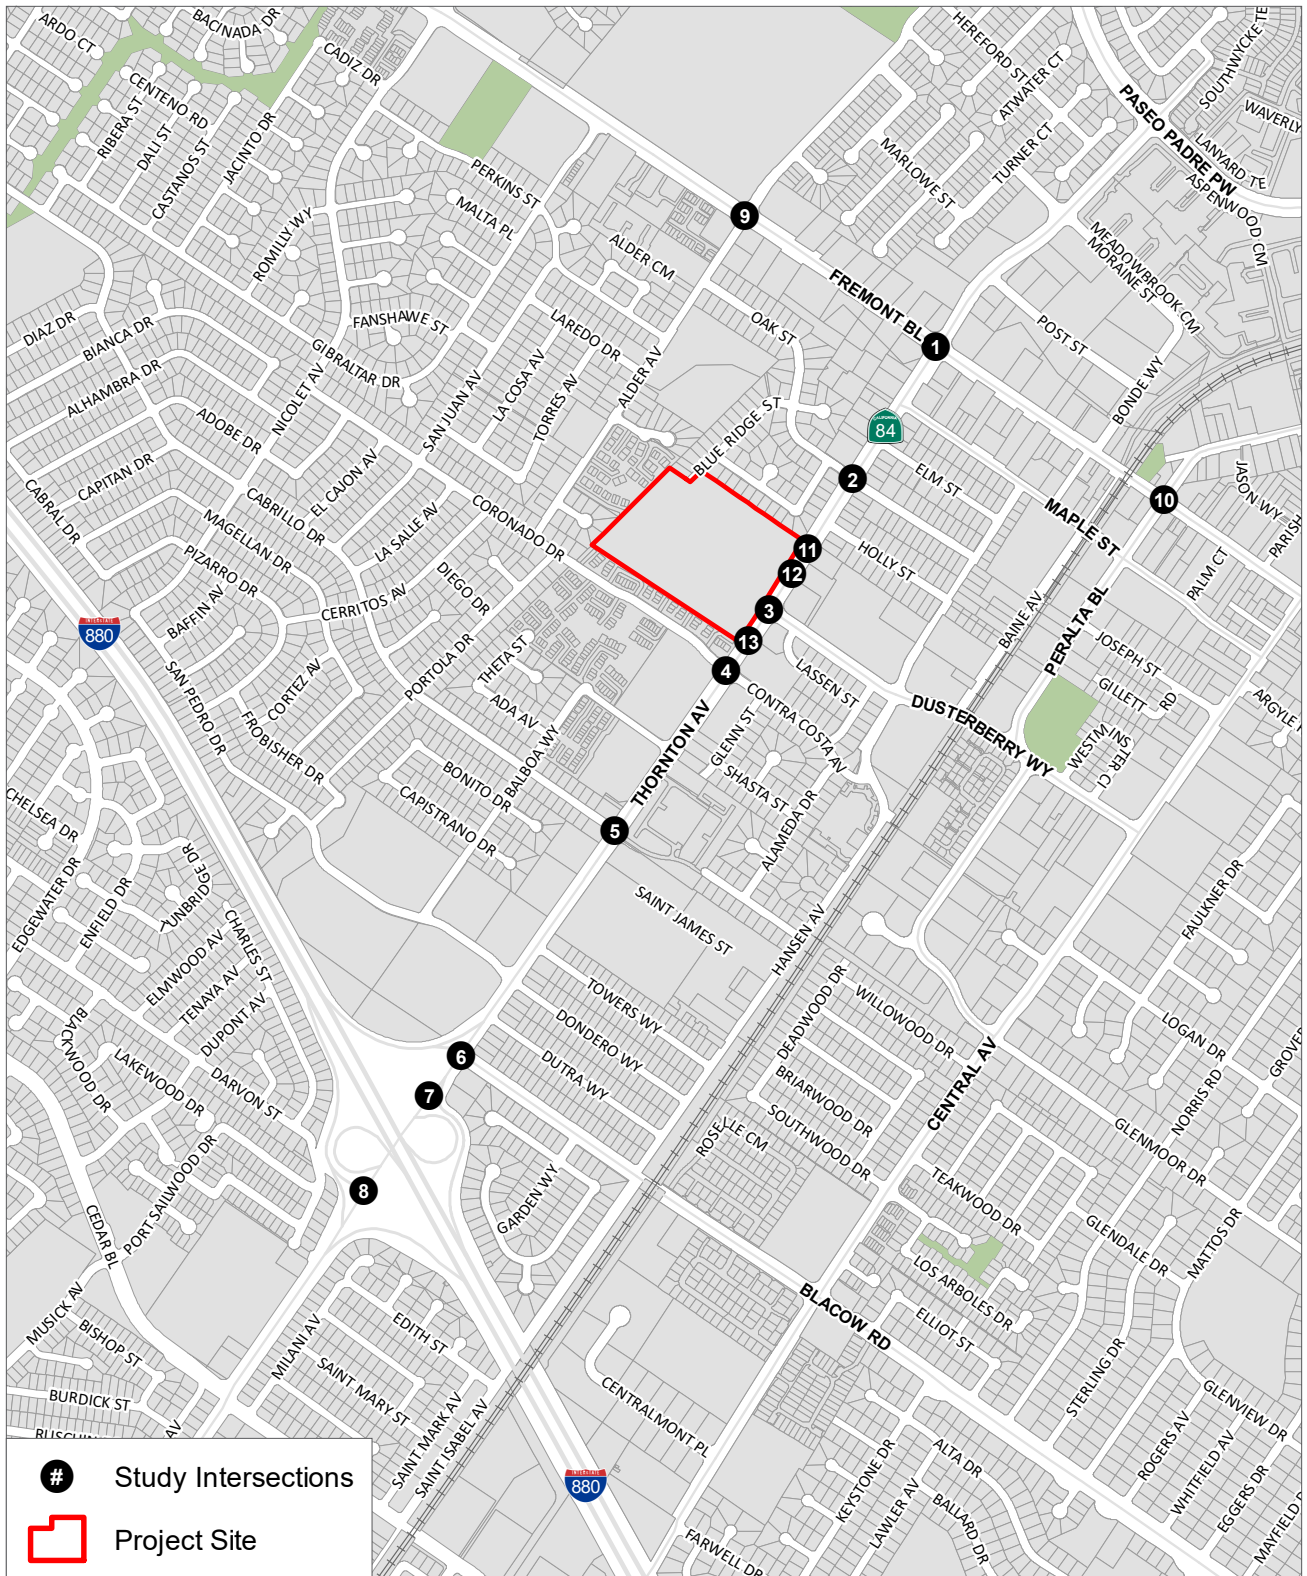 ARDO CT
BACINADA DR
CADIZ DR
CENTENO RD
RIBERA ST
DALI ST
CASTANOS ST
JACINTO DR
ROMILLY WY
PERKINS ST
MALTA PL
ALDER CM
HEREFORD ST
ATWATER CT
TURNER CT
MARLOWE ST
PASEO PADRE PW
SOUTHWYCKE TE
WAVERLY
LANYARD TE
ASPENWOOD CM
MEADOWBROOK CM
MORAINE ST
POST ST
BONDE WY
9
FREMONT BL
1
OAK ST
CALIFORNIA
84
DIAZ DR
BIANCA DR
ALHAMBRA DR
ADOBE DR
CAPITAN DR
CABRAL DR
FANSHAWE ST
GIBRALTAR DR
NICOLET AV
SAN JUAN AV
LA COSA AV
TORRES AV
LAREDO DR
ALDER AV
BLUE RIDGE ST
2
ELM ST
MAPLE ST
10
JASON WY
PARISH
PALM CT
EL CAJON AV
CABRILLO DR
MAGELLAN DR
LA SALLE AV
CORONADO DR
PIZARRO DR
BAFFIN AV
CERRITOS AV
DIEGO DR
PORTOLA DR
THETA ST
ADA AV
11
12
3
13
4
HOLLY ST
BAINE AV
PERALTA BL
JOSEPH ST
GILLETT RD
ARGYLE
WESTMINSTER CI
LASSEN ST
DUSTERBERRY WY
CONTRA COSTA AV
GLENN ST
SHASTA ST
ALAMEDA DR
THORNTON AV
INTERSTATE
880
SAN PEDRO DR
CORTEZ AV
FROBISHER DR
BALBOA WY
BONITO DR
CAPISTRANO DR
5
CHELSEA DR
EDGEWATER DR
ENFIELD DR
TUNBRIDGE DR
CHARLES ST
ELMWOOD AV
TENAYA AV
DUPONT AV
BLACKWOOD DR
LAKEWOOD DR
DARVON ST
PORT SAILWOOD DR
CEDAR BL
SAINT JAMES ST
HANSEN AV
TOWERS WY
DONDERO WY
DUTRA WY
DEADWOOD DR
WILLOWOOD DR
BRIARWOOD DR
SOUTHWOOD DR
ROSELLE CM
FAULKNER DR
LOGAN DR
GROVER
NORRIS RD
CENTRAL AV
GLENMOOR DR
6
7
8
GARDEN WY
TEAKWOOD DR
GLENDALE DR
MATTOS DR
LOS ARBOLES DR
ELLIOT ST
STERLING DR
BLACOW RD
MUSICK AV
BISHOP ST
BURDICK ST
MILANI AV
EDITH ST
SAINT MARY ST
SAINT MARK AV
SAINT ISABEL AV
CENTRALMONT PL
INTERSTATE
880
FARWELL DR
KEYSTONE DR
LAWLER AV
ALTA DR
BALLARD DR
GLENVIEW DR
ROGERS AV
WHITFIELD AV
EGGERS DR
MAYFIELD
AV
# Study Intersections
Project Site